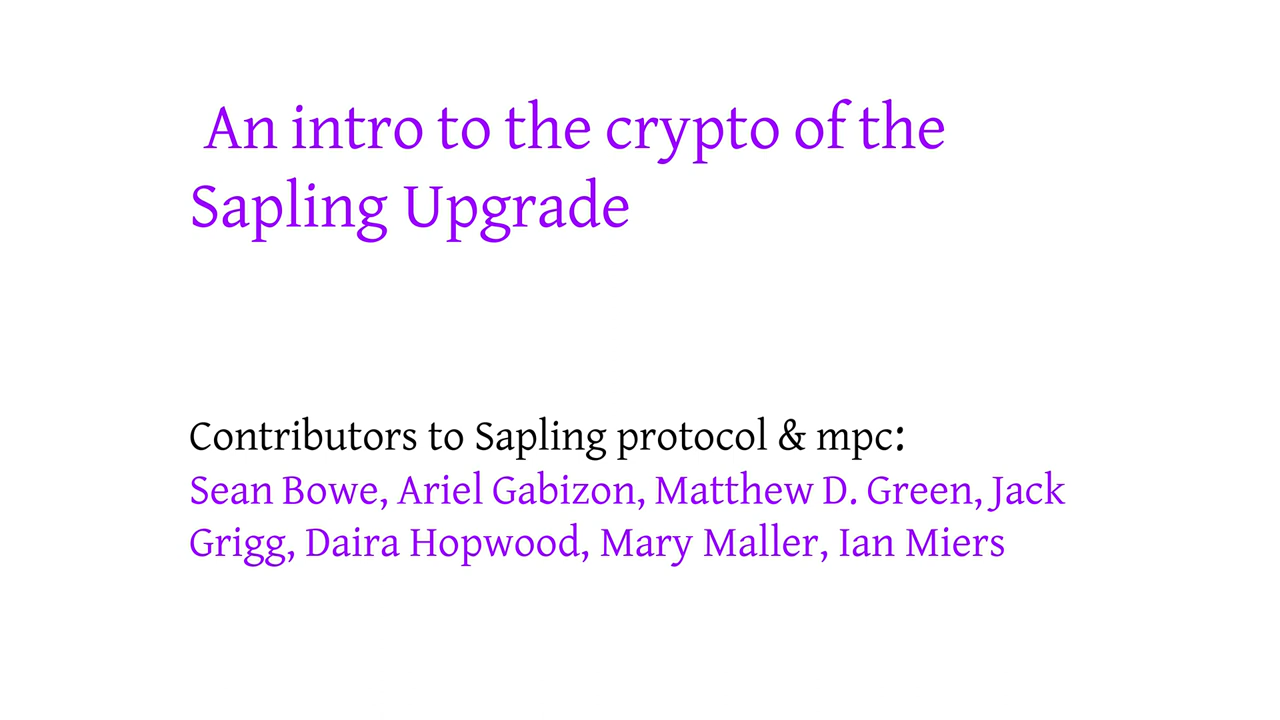 An intro to the crypto of the
Sapling Upgrade
Contributors to Sapling protocol & mpc:
Sean Bowe, Ariel Gabizon, Matthew D. Green, Jack
Grigg, Daira Hopwood, Mary Maller, Ian Miers